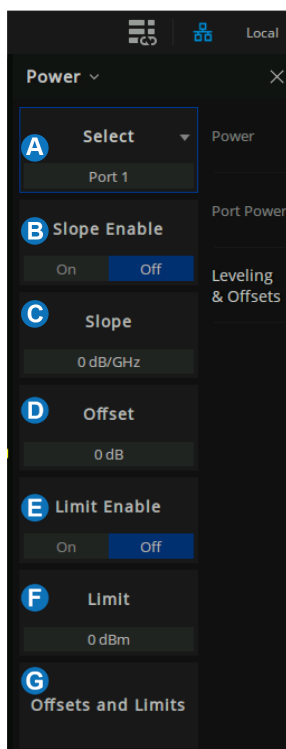 Local
Power
A
Select
Port 1
Power
B
Slope Enable
On
Off
Port Power
C
Slope
0 dB/GHz
Leveling
& Offsets
D
Offset
0 dB
E
Limit Enable
On
Off
F
Limit
0 dBm
G
Offsets and Limits